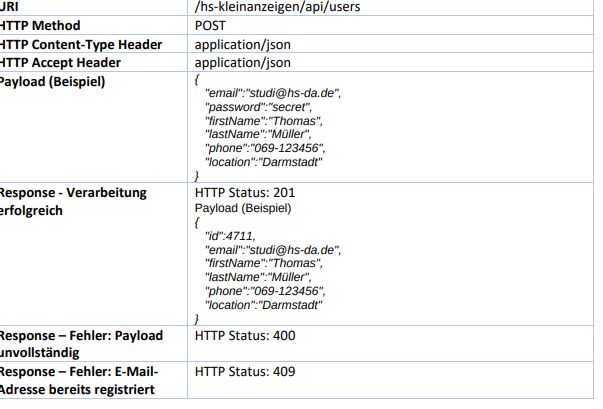 URI /hs-kleinanzeigen/api/users
HTTP Method POST
HTTP Content-Type Header application/json
HTTP Accept Header application/json
Payload (Beispiel) {
"email":"studi@hs-da.de",
"password":"secret",
"firstName":"Thomas",
"lastName":"Müller",
"phone":"069-123456",
"location":"Darmstadt"
}
Response - Verarbeitung HTTP Status: 201
erfolgreich Payload (Beispiel)
{
"id":4711,
"email":"studi@hs-da.de",
"firstName":"Thomas",
"lastName":"Müller",
"phone":"069-123456",
"location":"Darmstadt"
}
Response – Fehler: Payload HTTP Status: 400
unvollständig
Response – Fehler: E-Mail- HTTP Status: 409
Adresse bereits registriert